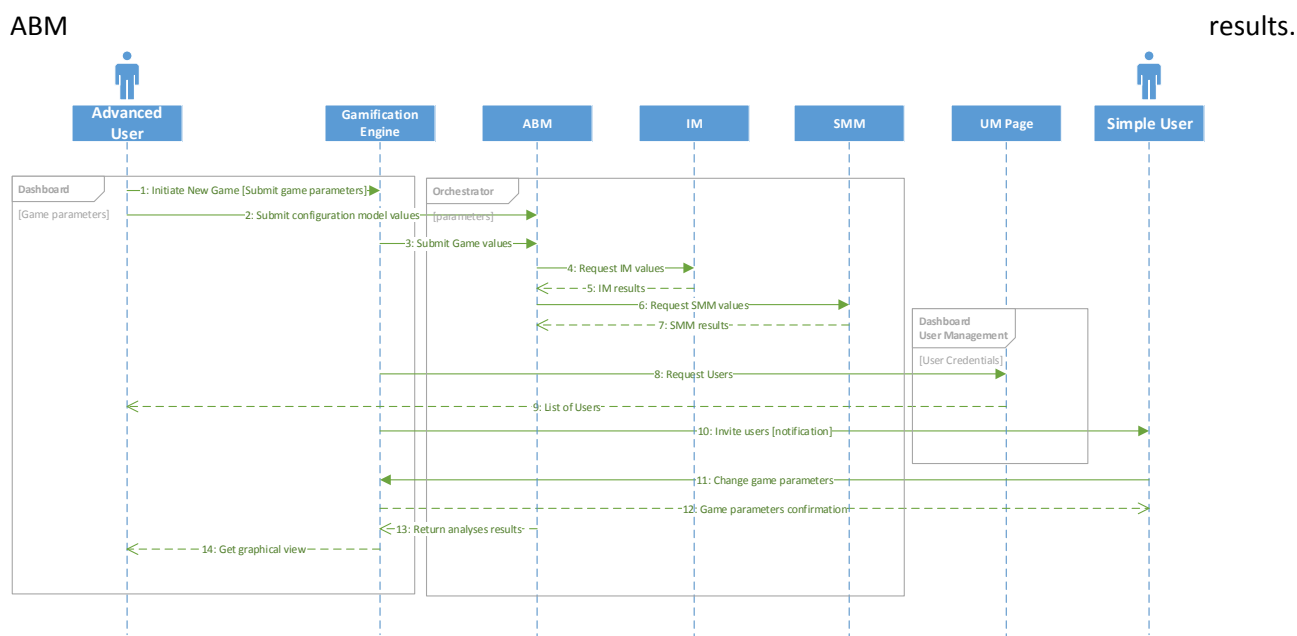 ABM results.
Advanced
User
Gamification
Engine
ABM
IM
SMM
UM Page
Simple User
Dashboard
[Game parameters]
Orchestrator
[parameters]
1: Initiate New Game [Submit game parameters]
2: Submit configuration model values
3: Submit Game values
4: Request IM values
5: IM results
6: Request SMM values
7: SMM results
Dashboard
User Management
[User Credentials]
8: Request Users
9: List of Users
10: Invite users [notification]
11: Change game parameters
12: Game parameters confirmation
13: Return analyses results
14: Get graphical view